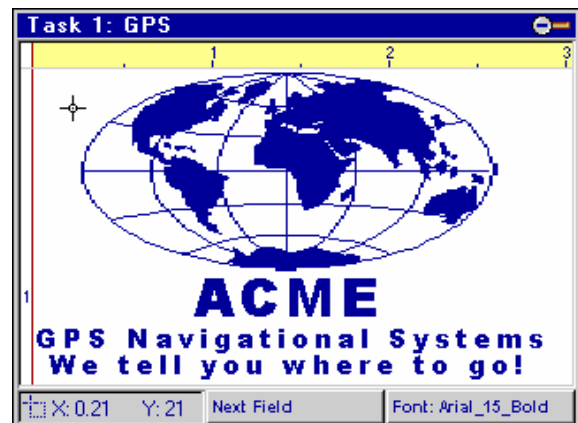 Task 1: GPS
1 2 3
1
ACME
GPS Navigational Systems
We tell you where to go!
X: 0.21 Y: 21 Next Field Font: Arial_15_Bold